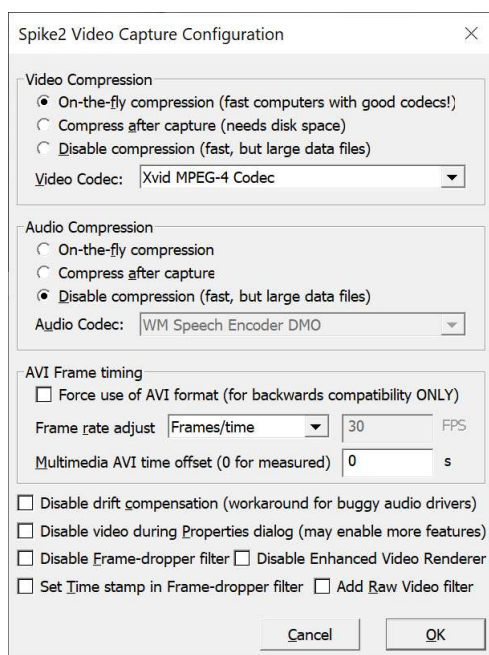 Spike2 Video Capture Configuration
Video Compression
On-the-fly compression (fast computers with good codecs!)
Compress after capture (needs disk space)
Disable compression (fast, but large data files)
Video Codec: Xvid MPEG-4 Codec
Audio Compression
On-the-fly compression
Compress after capture
Disable compression (fast, but large data files)
Audio Codec: WM Speech Encoder DMO
AVI Frame timing
Force use of AVI format (for backwards compatibility ONLY)
Frame rate adjust Frames/time 30 FPS
Multimedia AVI time offset (0 for measured) 0 s
Disable drift compensation (workaround for buggy audio drivers)
Disable video during Properties dialog (may enable more features)
Disable Frame-dropper filter Disable Enhanced Video Renderer
Set Time stamp in Frame-dropper filter Add Raw Video filter
Cancel OK